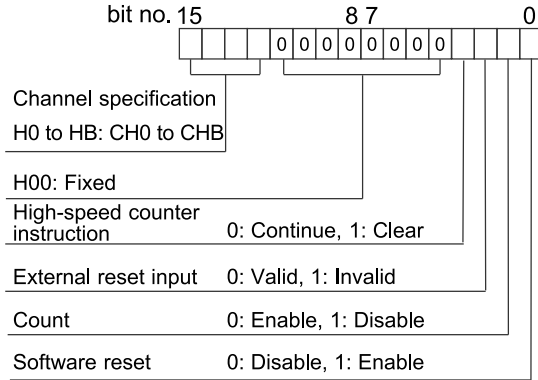 bit no. 15 8 7 0
0 0 0 0 0 0 0 0
Channel specification
H0 to HB: CH0 to CHB
H00: Fixed
High-speed counter
instruction 0: Continue, 1: Clear
External reset input 0: Valid, 1: Invalid
Count 0: Enable, 1: Disable
Software reset 0: Disable, 1: Enable